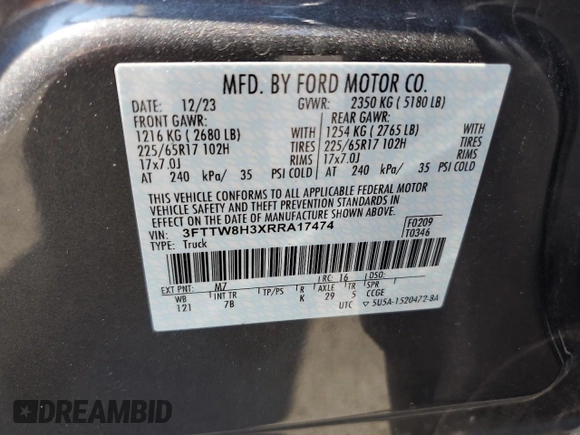 MFD. BY FORD MOTOR CO.
DATE: 12/23 GVWR: 2350 KG ( 5180 LB)
FRONT GAWR: REAR GAWR:
1216 KG ( 2680 LB) WITH 1254 KG ( 2765 LB) WITH
225/65R17 102H TIRES 225/65R17 102H TIRES
17x7.0J RIMS 17x7.0J RIMS
AT 240 kPa/ 35 PSI COLD AT 240 kPa/ 35 PSI COLD
THIS VEHICLE CONFORMS TO ALL APPLICABLE FEDERAL MOTOR
VEHICLE SAFETY AND THEFT PREVENTION STANDARDS IN
EFFECT ON THE DATE OF MANUFACTURE SHOWN ABOVE.
VIN: 3FTTW8H3XRRA17474 F0209
TYPE: Truck T0346
EXT PNT: M7 RC: 16 DSO:
WB INT TR TP/PS R AXLE TR SPR
121 7B K 29 5 CCGE
UTC 5U5A-1520472-BA
DREAMBID